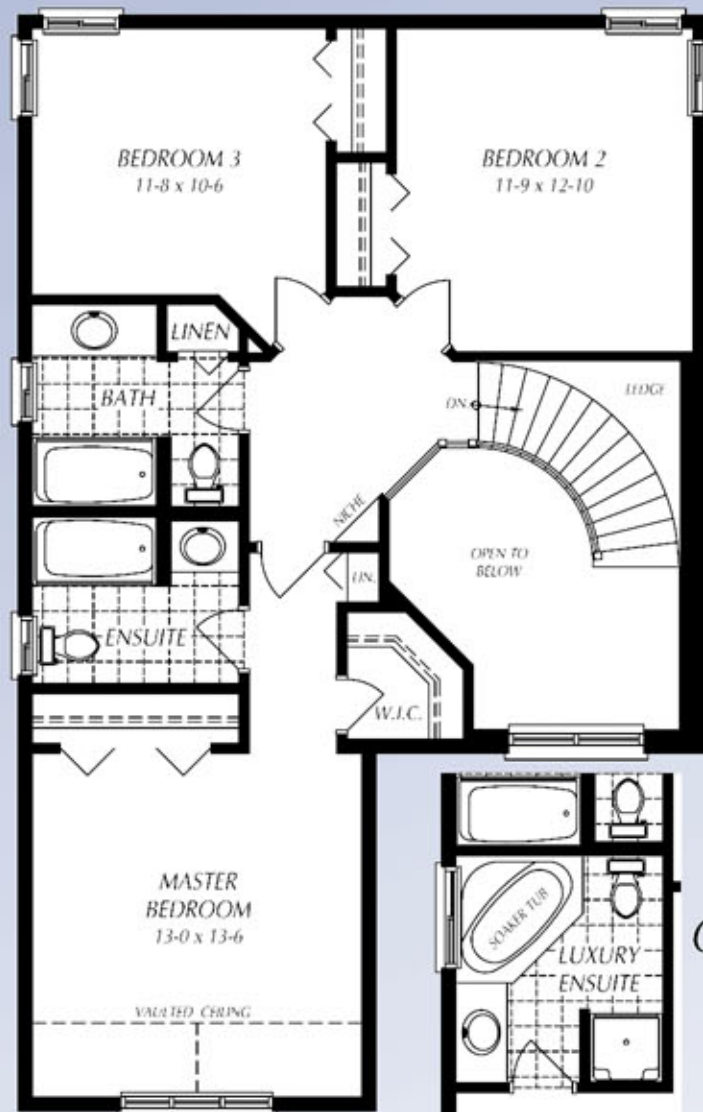 BEDROOM 3
11-8 x 10-6
BEDROOM 2
11-9 x 12-10
LINEN
BATH
DN.
LEDGE
NICHE
OPEN TO
BELOW
LIN.
ENSUITE
W.I.C.
MASTER
BEDROOM
13-0 x 13-6
VAULTED CEILING
SOAKER TUB
LUXURY
ENSUITE